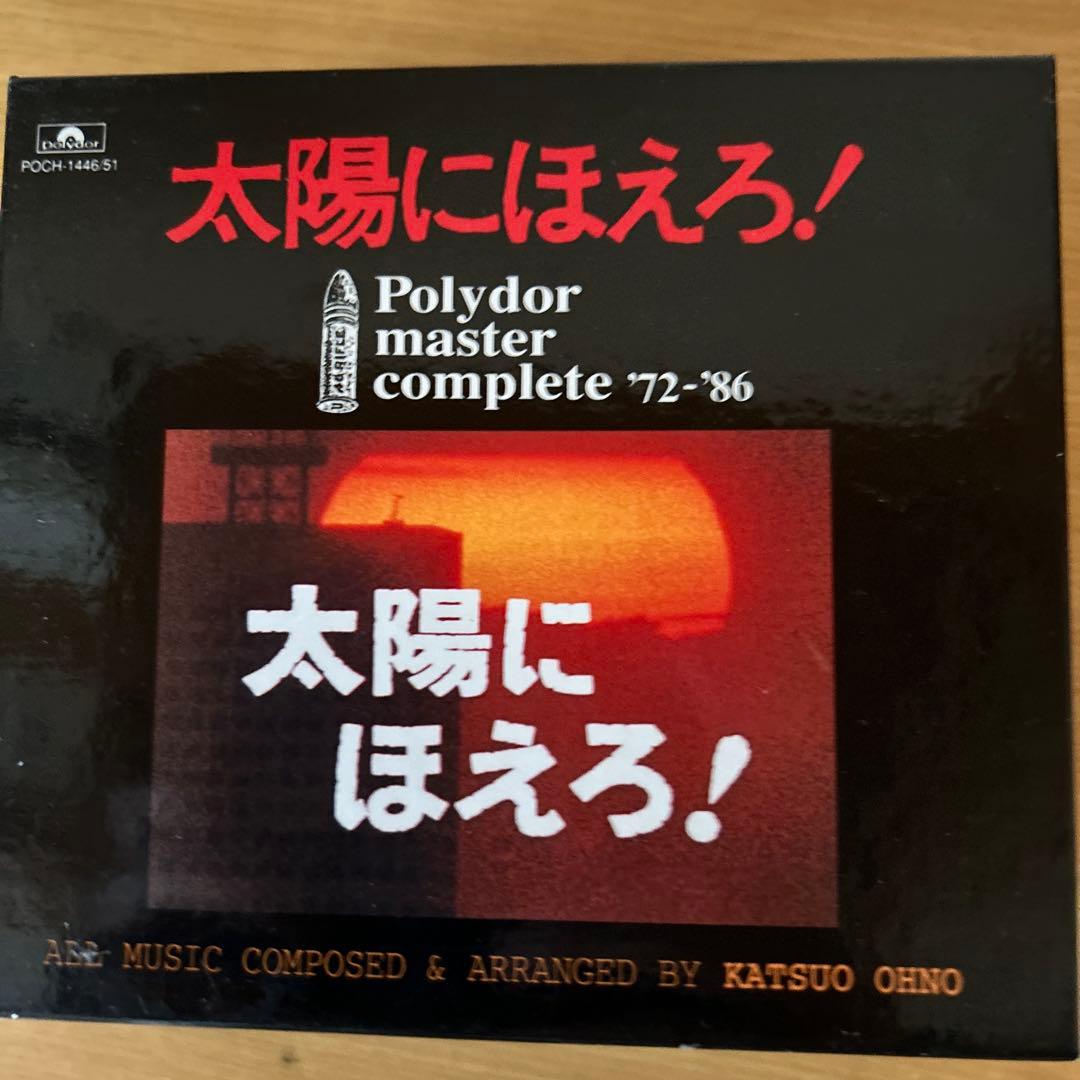 Polydor
POCH-1446/51
太陽にほえろ!
Polydor
master
complete '72-'86
太陽に
ほえろ!
ALL MUSIC COMPOSED & ARRANGED BY KATSUO OHNO